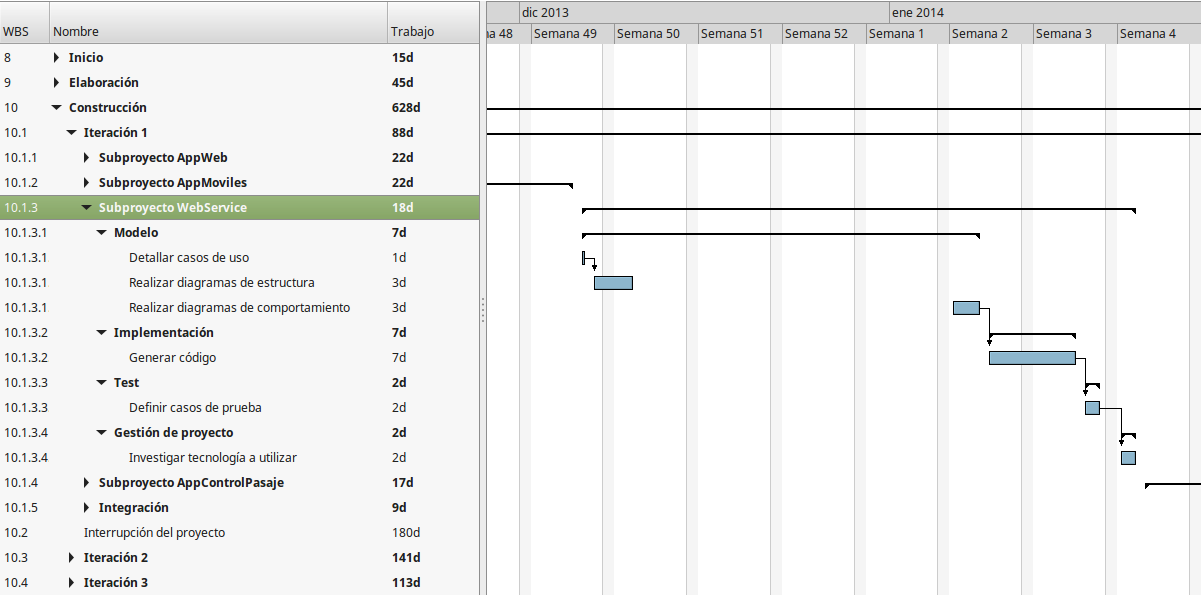 WBS Nombre Trabajo
dic 2013 ene 2014
na 48 Semana 49 Semana 50 Semana 51 Semana 52 Semana 1 Semana 2 Semana 3 Semana 4
8 Inicio 15d
9 Elaboración 45d
10 Construcción 628d
10.1 Iteración 1 88d
10.1.1 Subproyecto AppWeb 22d
10.1.2 Subproyecto AppMoviles 22d
10.1.3 Subproyecto WebService 18d
10.1.3.1 Modelo 7d
10.1.3.1 Detallar casos de uso 1d
10.1.3.1 Realizar diagramas de estructura 3d
10.1.3.1 Realizar diagramas de comportamiento 3d
10.1.3.2 Implementación 7d
10.1.3.2 Generar código 7d
10.1.3.3 Test 2d
10.1.3.3 Definir casos de prueba 2d
10.1.3.4 Gestión de proyecto 2d
10.1.3.4 Investigar tecnología a utilizar 2d
10.1.4 Subproyecto AppControlPasaje 17d
10.1.5 Integración 9d
10.2 Interrupción del proyecto 180d
10.3 Iteración 2 141d
10.4 Iteración 3 113d